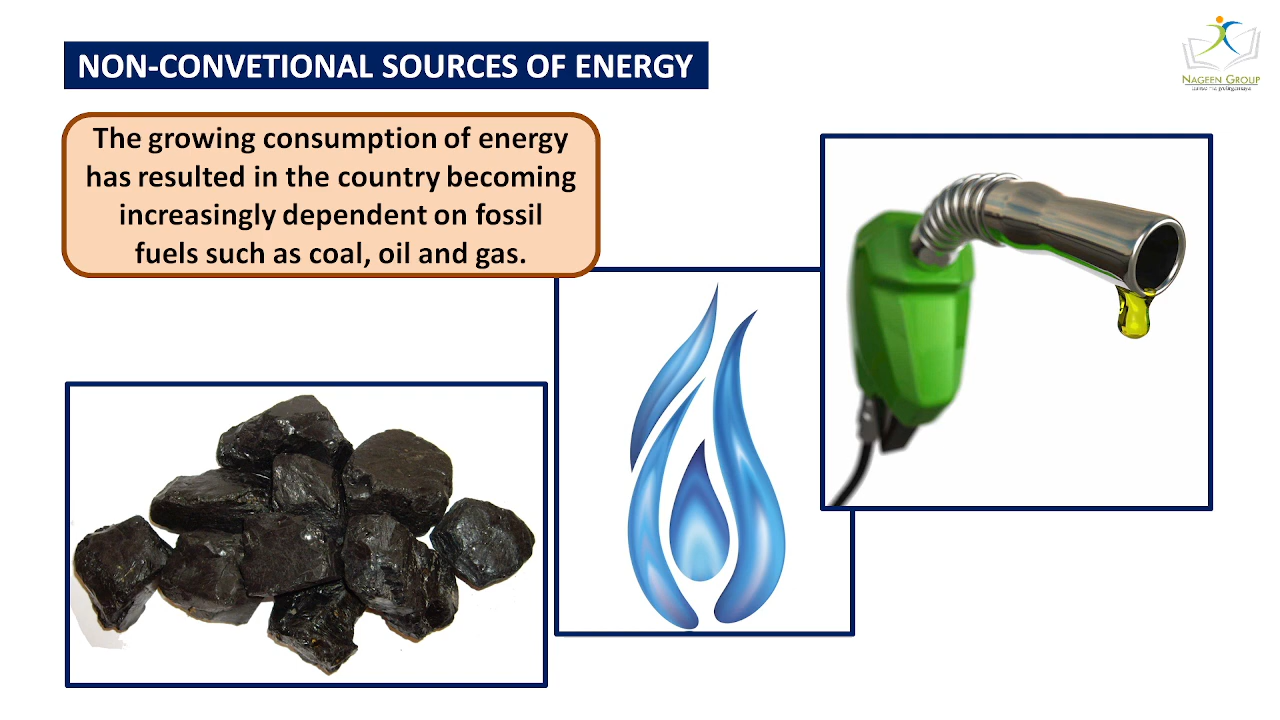 NON-CONVETIONAL SOURCES OF ENERGY
The growing consumption of energy
has resulted in the country becoming
increasingly dependent on fossil
fuels such as coal, oil and gas.
NAGEEN GROUP